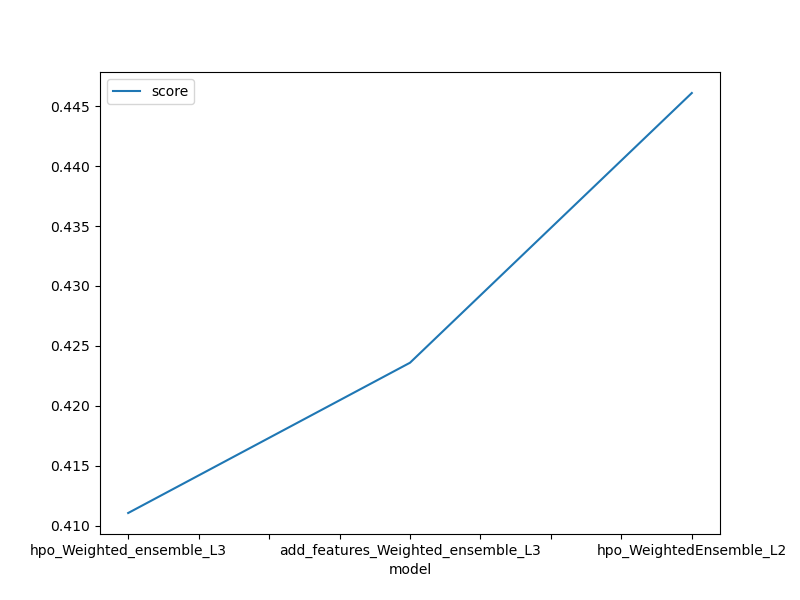 score
0.445
0.440
0.435
0.430
0.425
0.420
0.415
0.410
hpo_Weighted_ensemble_L3 add_features_Weighted_ensemble_L3 hpo_WeightedEnsemble_L2
model